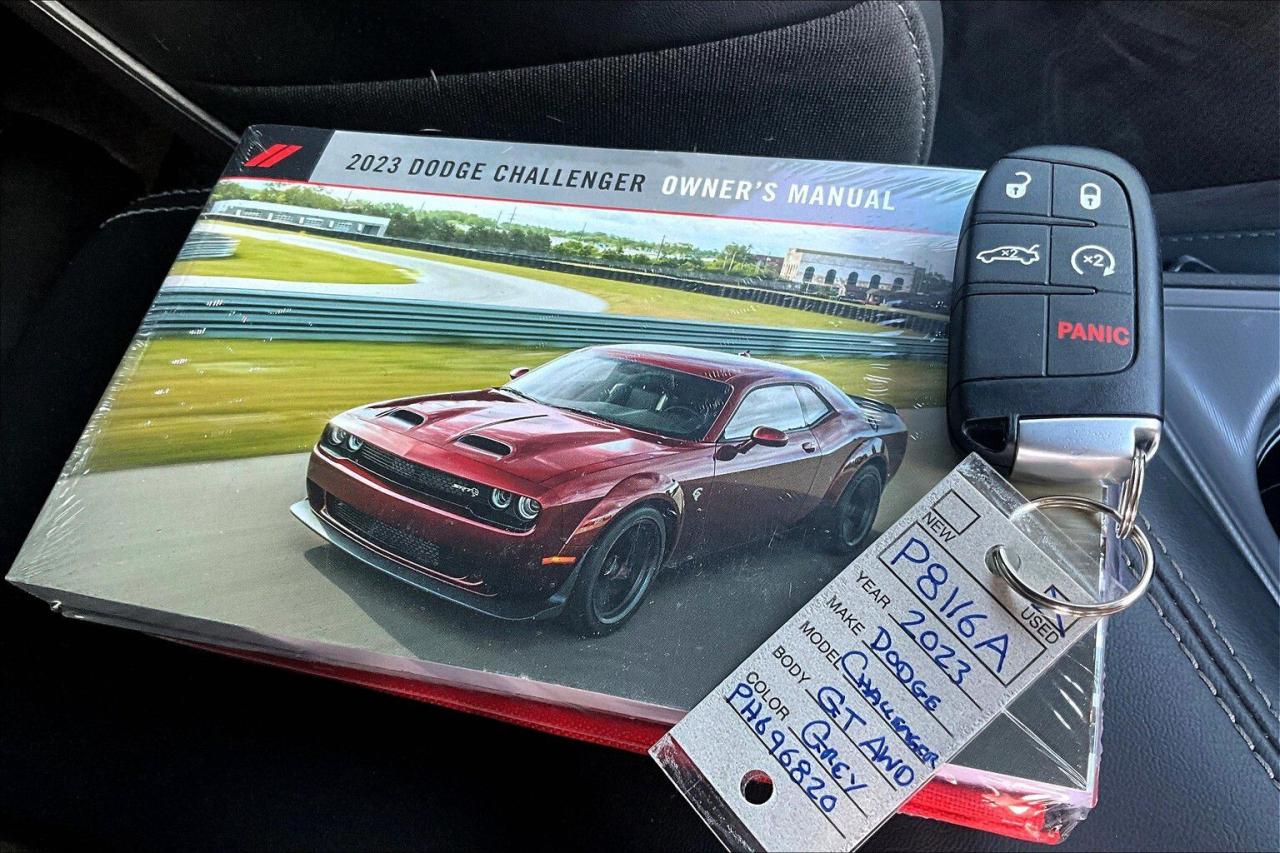 2023 DODGE CHALLENGER OWNER'S MANUAL
SRT
×2
×2
PANIC
NEW
USED
P8116A
YEAR 2023
MAKE DODGE
MODEL CHALLENGER
BODY GT AWD
COLOR GREY
PH696820